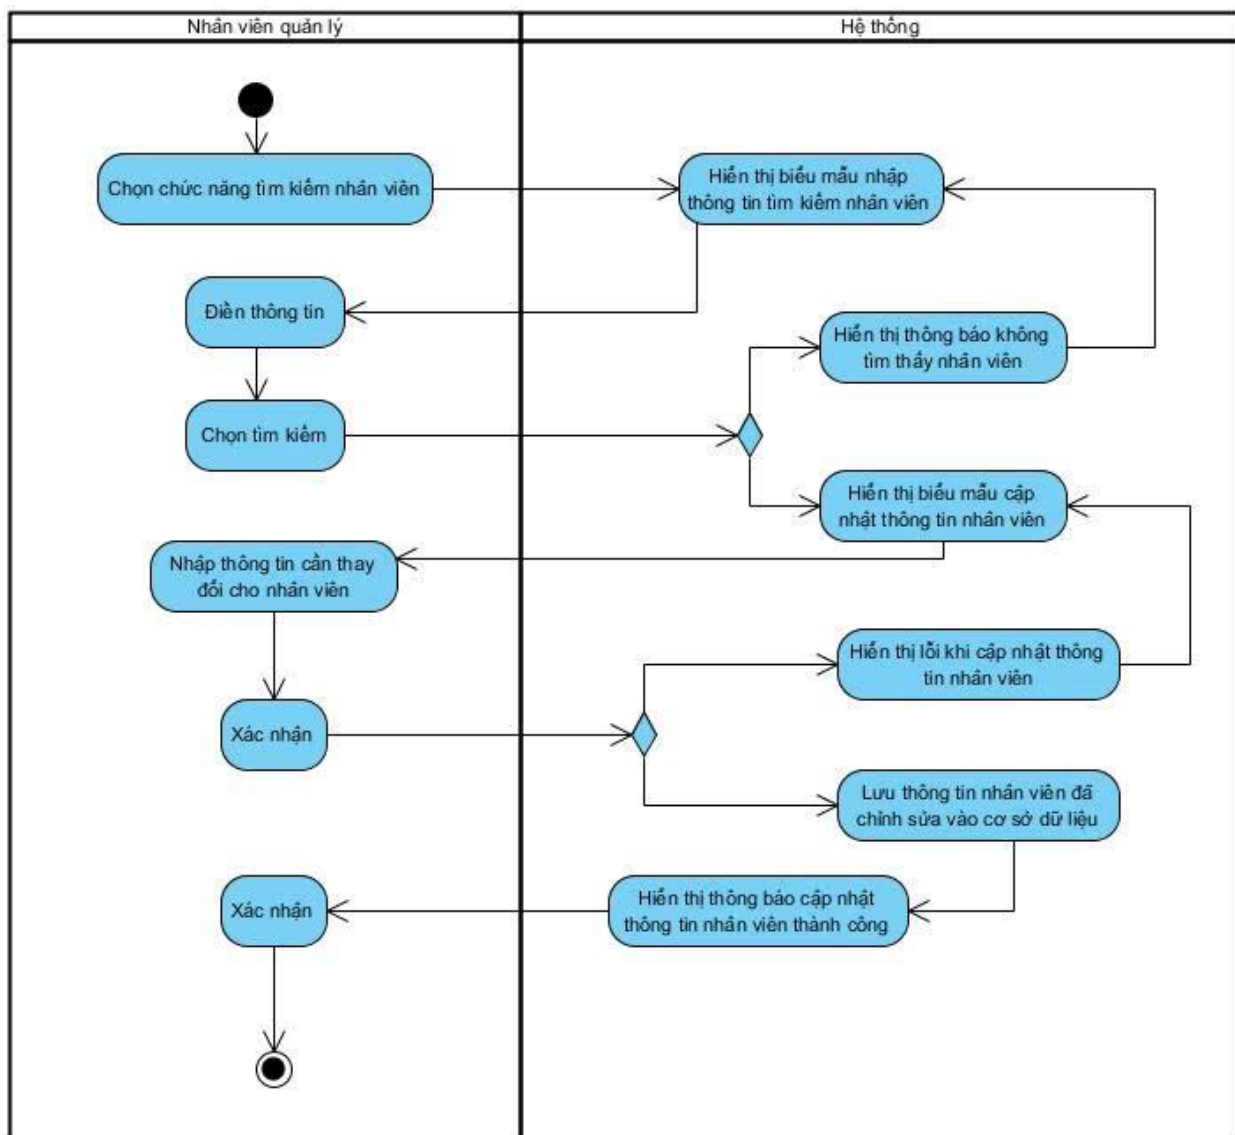 Nhân viên quản lý
Hệ thống
Chọn chức năng tìm kiếm nhân viên
Hiển thị biểu mẫu nhập
thông tin tìm kiếm nhân viên
Điền thông tin
Hiển thị thông báo không
tìm thấy nhân viên
Chọn tìm kiếm
Hiển thị biểu mẫu cập
nhật thông tin nhân viên
Nhập thông tin cần thay
đổi cho nhân viên
Hiển thị lỗi khi cập nhật thông
tin nhân viên
Xác nhận
Lưu thông tin nhân viên đã
chỉnh sửa vào cơ sở dữ liệu
Xác nhận
Hiển thị thông báo cập nhật
thông tin nhân viên thành công